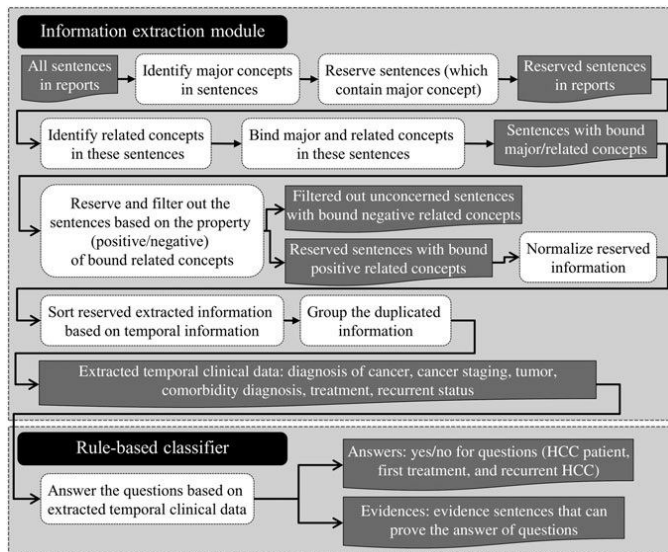 Information extraction module
All sentences
in reports
Identify major concepts
in sentences
Reserve sentences (which
contain major concept)
Reserved sentences in
reports
Identify related concepts
in these sentences
Bind major and related concepts
in these sentences
Sentences with bound
major/related concepts
Reserve and filter out the
sentences based on the property
(positive/negative)
of bound related concepts
Filtered out unconcerned sentences
with bound negative related concepts
Reserved sentences with bound
positive related concepts
Normalize reserved
information
Sort reserved extracted information
based on temporal information
Group the duplicated
information
Extracted temporal clinical data: diagnosis of cancer, cancer staging, tumor,
comorbidity diagnosis, treatment, recurrent status
Rule-based classifier
Answer the questions based on
extracted temporal clinical data
Answers: yes/no for questions (HCC patient,
first treatment, and recurrent HCC)
Evidences: evidence sentences that can
prove the answer of questions